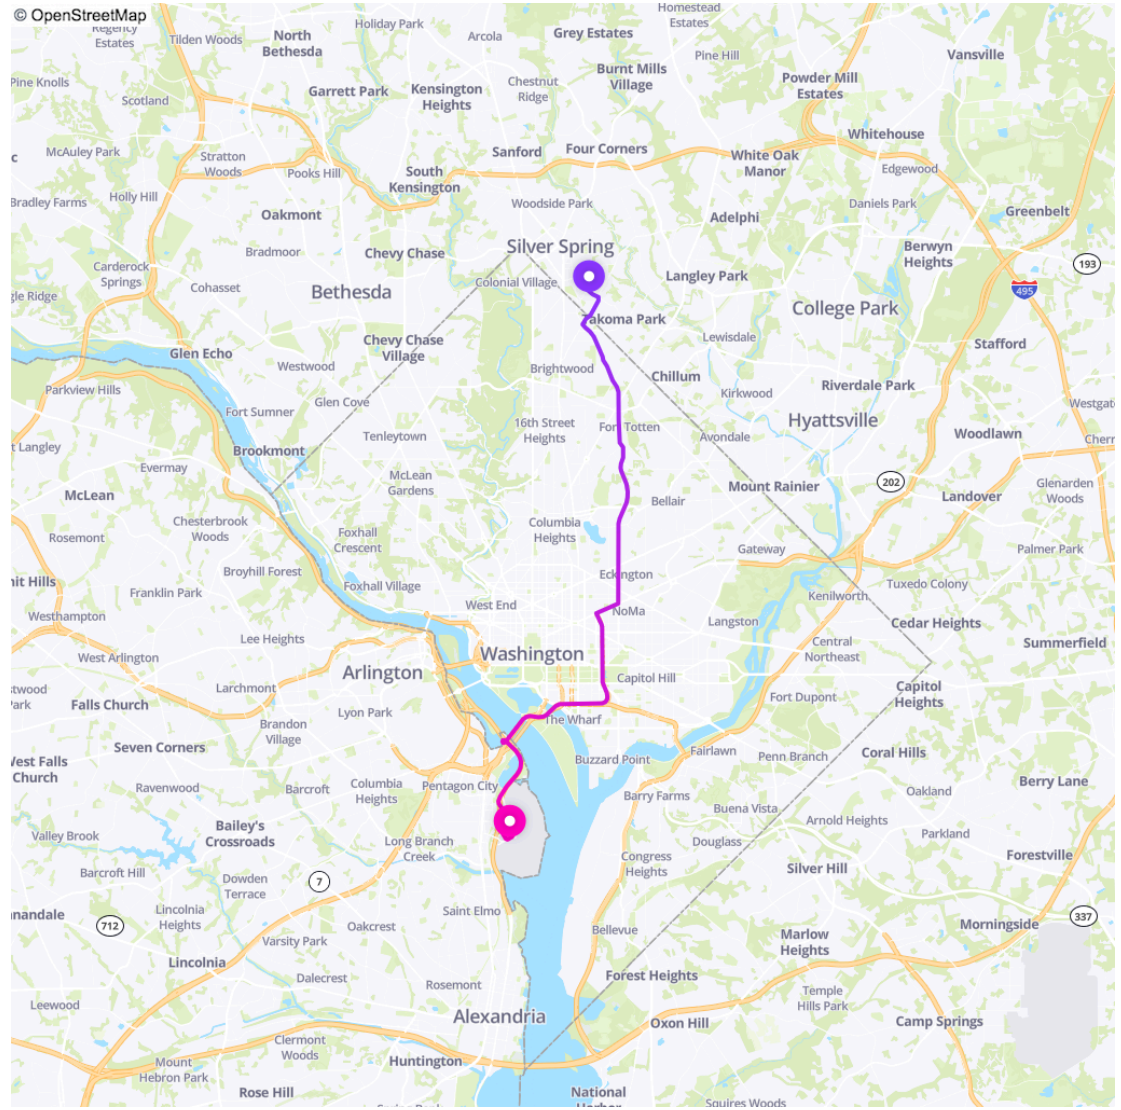 © OpenStreetMap
Regency
Estates
Tilden Woods
North
Bethesda
Holiday Park
Arcola
Grey Estates
Homestead
Estates
Pine Hill
Vansville
Pine Knolls
Scotland
Garrett Park
Kensington
Heights
Chestnut
Ridge
Burnt Mills
Village
Powder Mill
Estates
Whitehouse
McAuley Park
Stratton
Woods
Pooks Hill
South
Kensington
Sanford
Four Corners
White Oak
Manor
Edgewood
Bradley Farms
Holly Hill
Oakmont
Woodside Park
Adelphi
Daniels Park
Greenbelt
Bradmoor
Chevy Chase
Silver Spring
Berwyn
Heights
193
Carderock
Springs
Cohasset
Bethesda
Colonial Village
Langley Park
495
College Park
Takoma Park
Glen Echo
Westwood
Chevy Chase
Village
Lewisdale
Stafford
Parkview Hills
Brightwood
Chillum
Kirkwood
Riverdale Park
Fort Sumner
Glen Cove
Hyattsville
Langley
Brookmont
Tenleytown
16th Street
Heights
Fort Totten
Avondale
Woodlawn
Evermay
McLean
McLean
Gardens
Bellair
Mount Rainier
202
Landover
Glenarden
Woods
Rosemont
Chesterbrook
Woods
Foxhall
Crescent
Columbia
Heights
Gateway
Palmer Park
Hills
Broyhill Forest
Foxhall Village
Eckington
Tuxedo Colony
Franklin Park
West End
NoMa
Kenilworth
Westhampton
Lee Heights
Langston
Cedar Heights
West Arlington
Washington
Central
Northeast
Summerfield
Arlington
Capitol Hill
Larchmont
Park
Falls Church
Lyon Park
Fort Dupont
Capitol
Heights
Brandon
Village
The Wharf
Seven Corners
Fairlawn
Penn Branch
Coral Hills
West Falls
Church
Buzzard Point
Ravenwood
Barcroft
Columbia
Heights
Pentagon City
Barry Farms
Oakland
Berry Lane
Buena Vista
Valley Brook
Bailey's
Crossroads
Long Branch
Creek
Douglass
Arnold Heights
Parkland
Barcroft Hill
Dowden
Terrace
7
Congress
Heights
Silver Hill
Forestville
Lincolnia
Heights
712
Saint Elmo
337
Oakcrest
Varsity Park
Bellevue
Marlow
Heights
Morningside
Lincolnia
Dalecrest
Rosemont
Forest Heights
Temple
Hills Park
Leewood
Alexandria
Oxon Hill
Camp Springs
Clermont
Woods
Mount
Hebron Park
Huntington
Rose Hill
National
Squires Woods